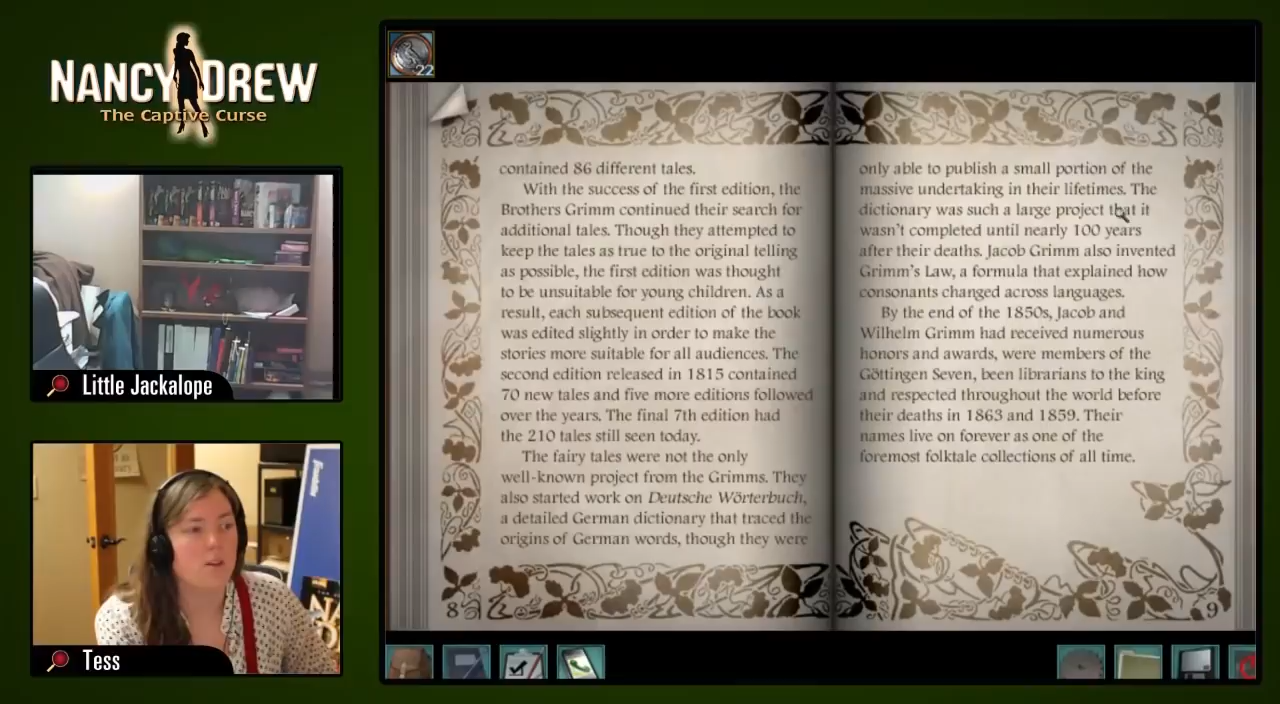 NANCY DREW
The Captive Curse
22
Little Jackalope
Tess
contained 86 different tales.
With the success of the first edition, the
Brothers Grimm continued their search for
additional tales. Though they attempted to
keep the tales as true to the original telling
as possible, the first edition was thought
to be unsuitable for young children. As a
result, each subsequent edition of the book
was edited slightly in order to make the
stories more suitable for all audiences. The
second edition released in 1815 contained
70 new tales and five more editions followed
over the years. The final 7th edition had
the 210 tales still seen today.
The fairy tales were not the only
well-known project from the Grimms. They
also started work on Deutsche Wörterbuch,
a detailed German dictionary that traced the
origins of German words, though they were
8
only able to publish a small portion of the
massive undertaking in their lifetimes. The
dictionary was such a large project that it
wasn't completed until nearly 100 years
after their deaths. Jacob Grimm also invented
Grimm's Law, a formula that explained how
consonants changed across languages.
By the end of the 1850s, Jacob and
Wilhelm Grimm had received numerous
honors and awards, were members of the
Göttingen Seven, been librarians to the king
and respected throughout the world before
their deaths in 1863 and 1859. Their
names live on forever as one of the
foremost folktale collections of all time.
9